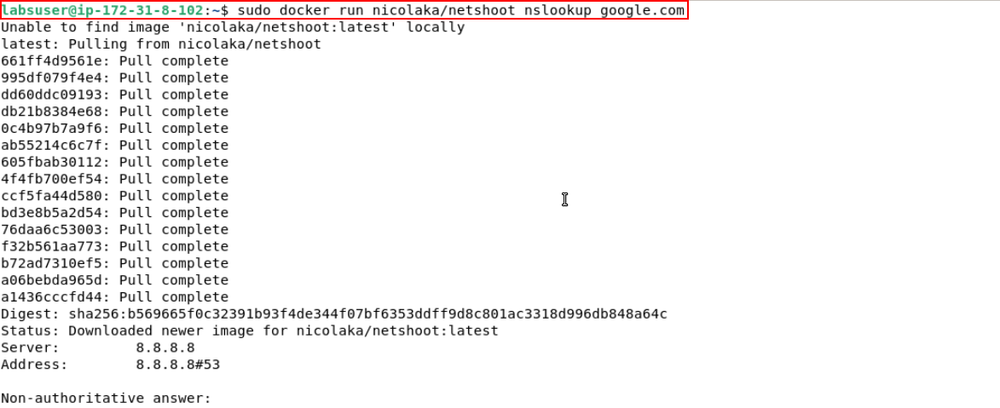 labsuser@ip-172-31-8-102:~$ sudo docker run nicolaka/netshoot nslookup google.com
Unable to find image 'nicolaka/netshoot:latest' locally
latest: Pulling from nicolaka/netshoot
661ff4d9561e: Pull complete
995df079f4e4: Pull complete
dd60ddc09193: Pull complete
db21b8384e68: Pull complete
0c4b97b7a9f6: Pull complete
ab55214c6c7f: Pull complete
605fbab30112: Pull complete
4f4fb700ef54: Pull complete
ccf5fa44d580: Pull complete
bd3e8b5a2d54: Pull complete
76daa6c53003: Pull complete
f32b561aa773: Pull complete
b72ad7310ef5: Pull complete
a06bebda965d: Pull complete
a1436cccfd44: Pull complete
Digest: sha256:b569665f0c32391b93f4de344f07bf6353ddff9d8c801ac3318d996db848a64c
Status: Downloaded newer image for nicolaka/netshoot:latest
Server:         8.8.8.8
Address:        8.8.8.8#53
Non-authoritative answer: